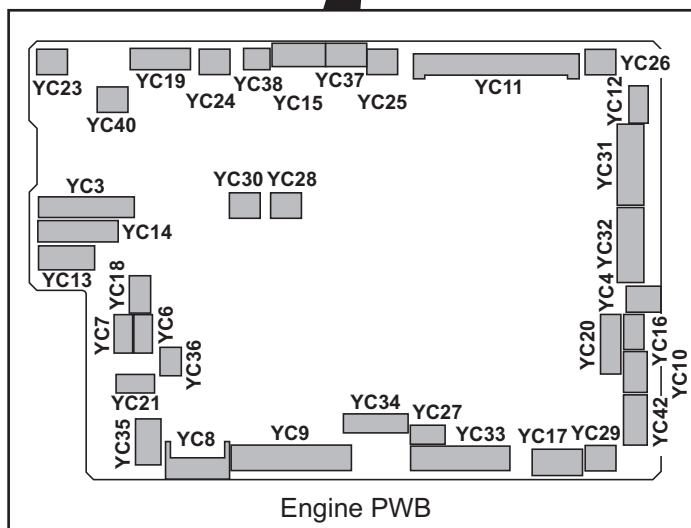 YC23
YC19
YC24
YC38
YC15
YC37
YC25
YC11
YC26
YC40
YC12
YC31
YC3
YC30
YC28
YC14
YC13
YC32
YC18
YC4
YC7
YC6
YC36
YC20
YC16
YC10
YC21
YC34
YC27
YC42
YC35
YC8
YC9
YC33
YC17
YC29
Engine PWB